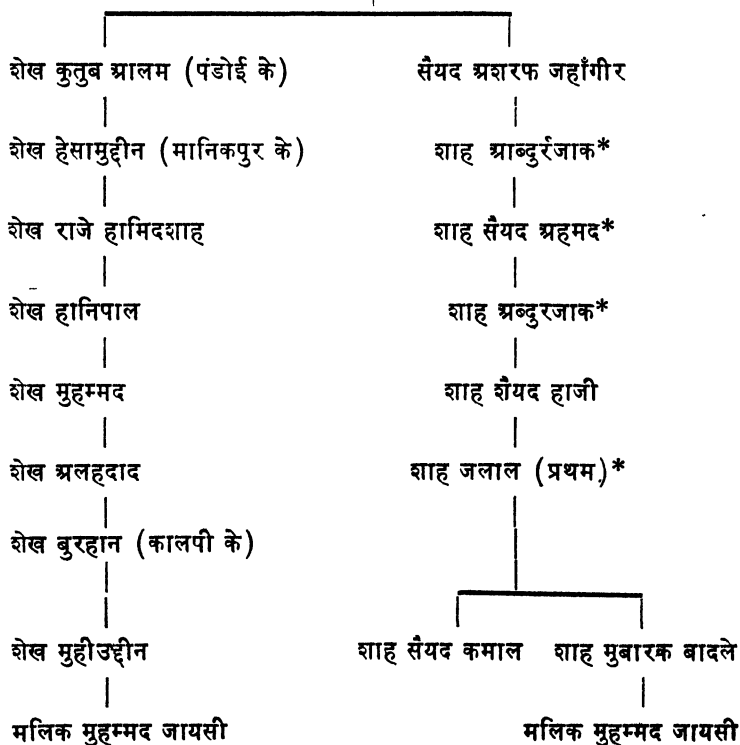 शेख कुतुब आलम (पंडोई के) सैयद अशरफ जहाँगीर
शेख हेसामुद्दीन (मानिकपुर के) शाह आब्दुर्रजाक*
शेख राजे हामिदशाह शाह सैयद अहमद*
शेख हानिपाल शाह अब्दुरजाक*
शेख मुहम्मद शाह शैयद हाजी
शेख अलहदाद शाह जलाल (प्रथम)*
शेख बुरहान (कालपी के)
शेख मुहीउद्दीन शाह सैयद कमाल शाह मुबारक बादले
मलिक मुहम्मद जायसी मलिक मुहम्मद जायसी